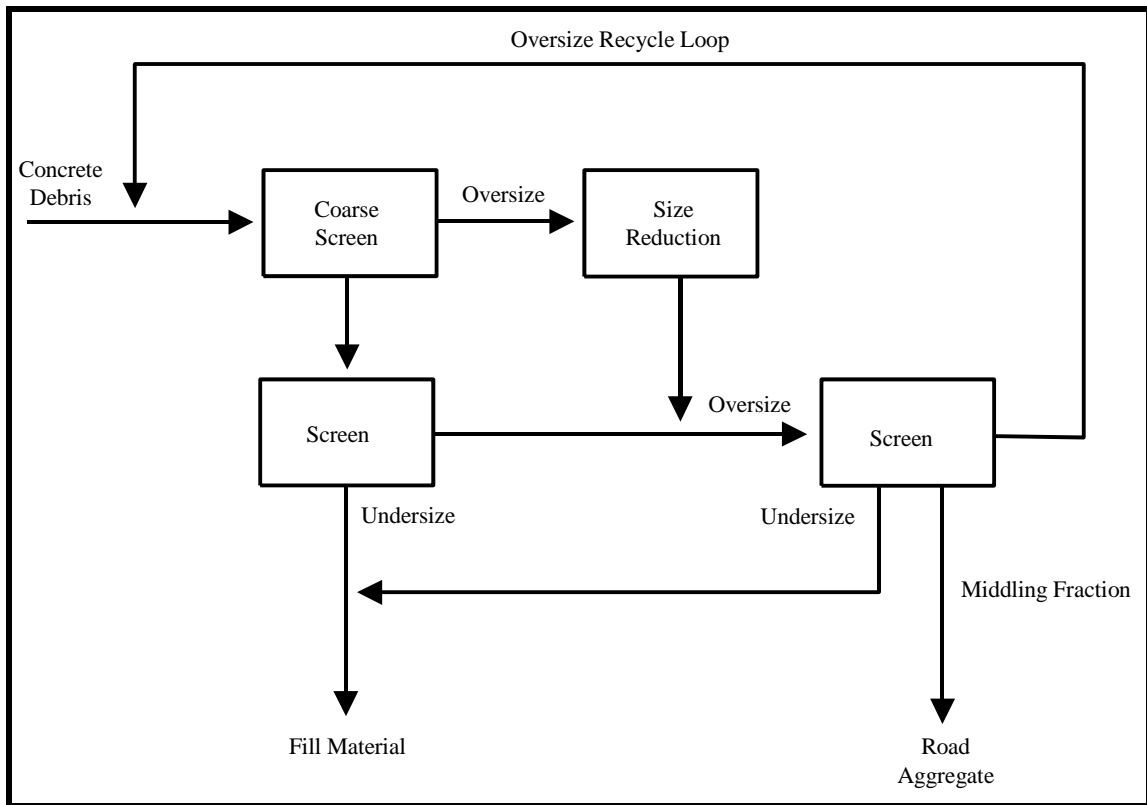 Oversize Recycle Loop
Concrete
Debris
Coarse
Screen
Oversize
Size
Reduction
Screen
Oversize
Screen
Undersize
Undersize
Middling Fraction
Fill Material
Road
Aggregate